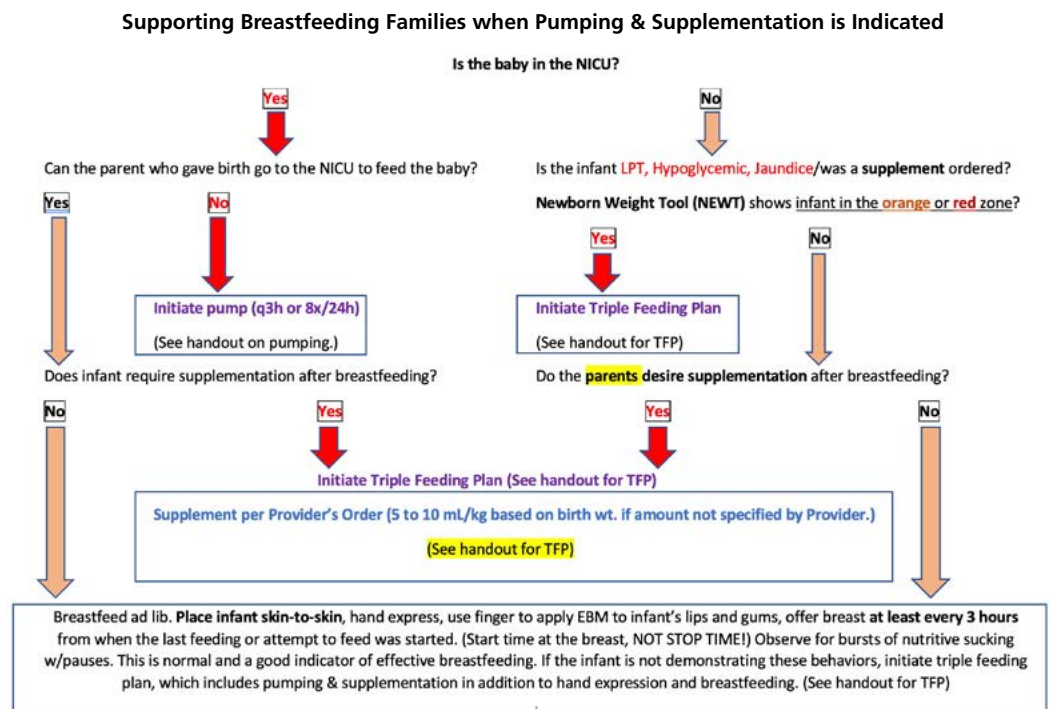 Supporting Breastfeeding Families when Pumping & Supplementation is Indicated
Is the baby in the NICU?
Yes
No
Can the parent who gave birth go to the NICU to feed the baby?
Is the infant LPT, Hypoglycemic, Jaundice/was a supplement ordered?
Newborn Weight Tool (NEWT) shows infant in the orange or red zone?
Yes
No
Yes
No
Initiate pump (q3h or 8x/24h)
(See handout on pumping.)
Initiate Triple Feeding Plan
(See handout for TFP)
Does infant require supplementation after breastfeeding?
Do the parents desire supplementation after breastfeeding?
No
Yes
Yes
No
Initiate Triple Feeding Plan (See handout for TFP)
Supplement per Provider's Order (5 to 10 mL/kg based on birth wt. if amount not specified by Provider.)
(See handout for TFP)
Breastfeed ad lib. Place infant skin-to-skin, hand express, use finger to apply EBM to infant's lips and gums, offer breast at least every 3 hours
from when the last feeding or attempt to feed was started. (Start time at the breast, NOT STOP TIME!) Observe for bursts of nutritive sucking
w/pauses. This is normal and a good indicator of effective breastfeeding. If the infant is not demonstrating these behaviors, initiate triple feeding
plan, which includes pumping & supplementation in addition to hand expression and breastfeeding. (See handout for TFP)